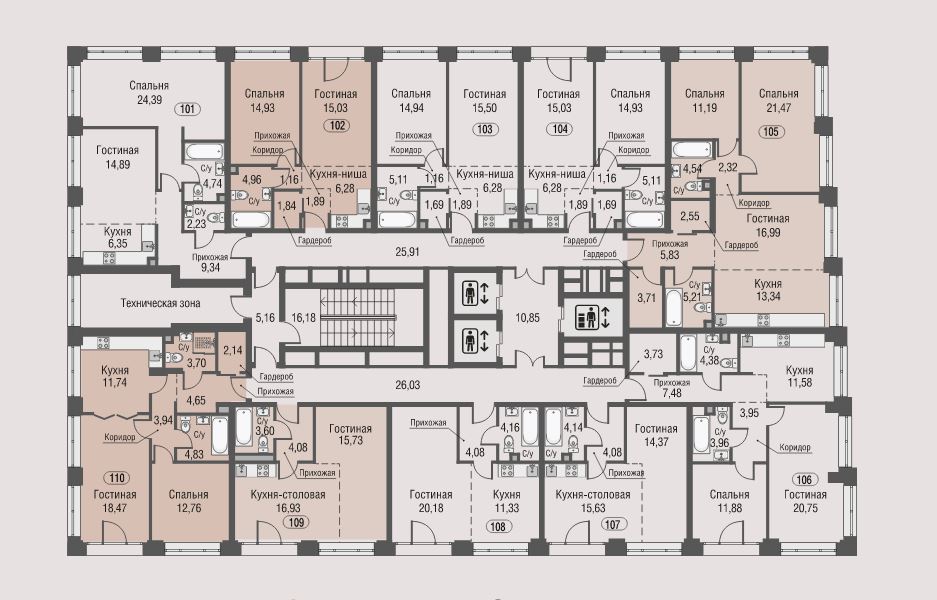 Спальня
24,39
101
Гостиная
14,89
С/у
4,74
С/у
2,23
Кухня
6,35
Прихожая
9,34
Спальня
14,93
Гостиная
15,03
102
Прихожая
Коридор
4,96
С/у
1,16
1,84
1,89
Кухня-ниша
6,28
Гардероб
Спальня
14,94
Гостиная
15,50
103
Прихожая
Коридор
5,11
С/у
1,16
1,69
1,89
Кухня-ниша
6,28
Гардероб
Гостиная
15,03
104
Спальня
14,93
Прихожая
Коридор
Кухня-ниша
6,28
1,16
1,89
1,69
5,11
С/у
Гардероб
Спальня
11,19
Спальня
21,47
105
4,54
С/у
2,32
Коридор
2,55
Гостиная
16,99
Гардероб
Прихожая
5,83
Гардероб
3,71
С/у
5,21
Кухня
13,34
25,91
Техническая зона
5,16
16,18
10,85
26,03
Кухня
11,74
С/у
3,70
2,14
Гардероб
Прихожая
4,65
3,94
Коридор
С/у
4,83
110
Гостиная
18,47
Спальня
12,76
С/у
3,60
4,08
Прихожая
Гостиная
15,73
Кухня-столовая
16,93
109
Прихожая
4,08
4,16
С/у
Гостиная
20,18
Кухня
11,33
108
4,14
С/у
4,08
Прихожая
Гостиная
14,37
Кухня-столовая
15,63
107
3,73
Гардероб
Прихожая
7,48
С/у
4,38
Кухня
11,58
3,95
С/у
3,96
Коридор
106
Спальня
11,88
Гостиная
20,75